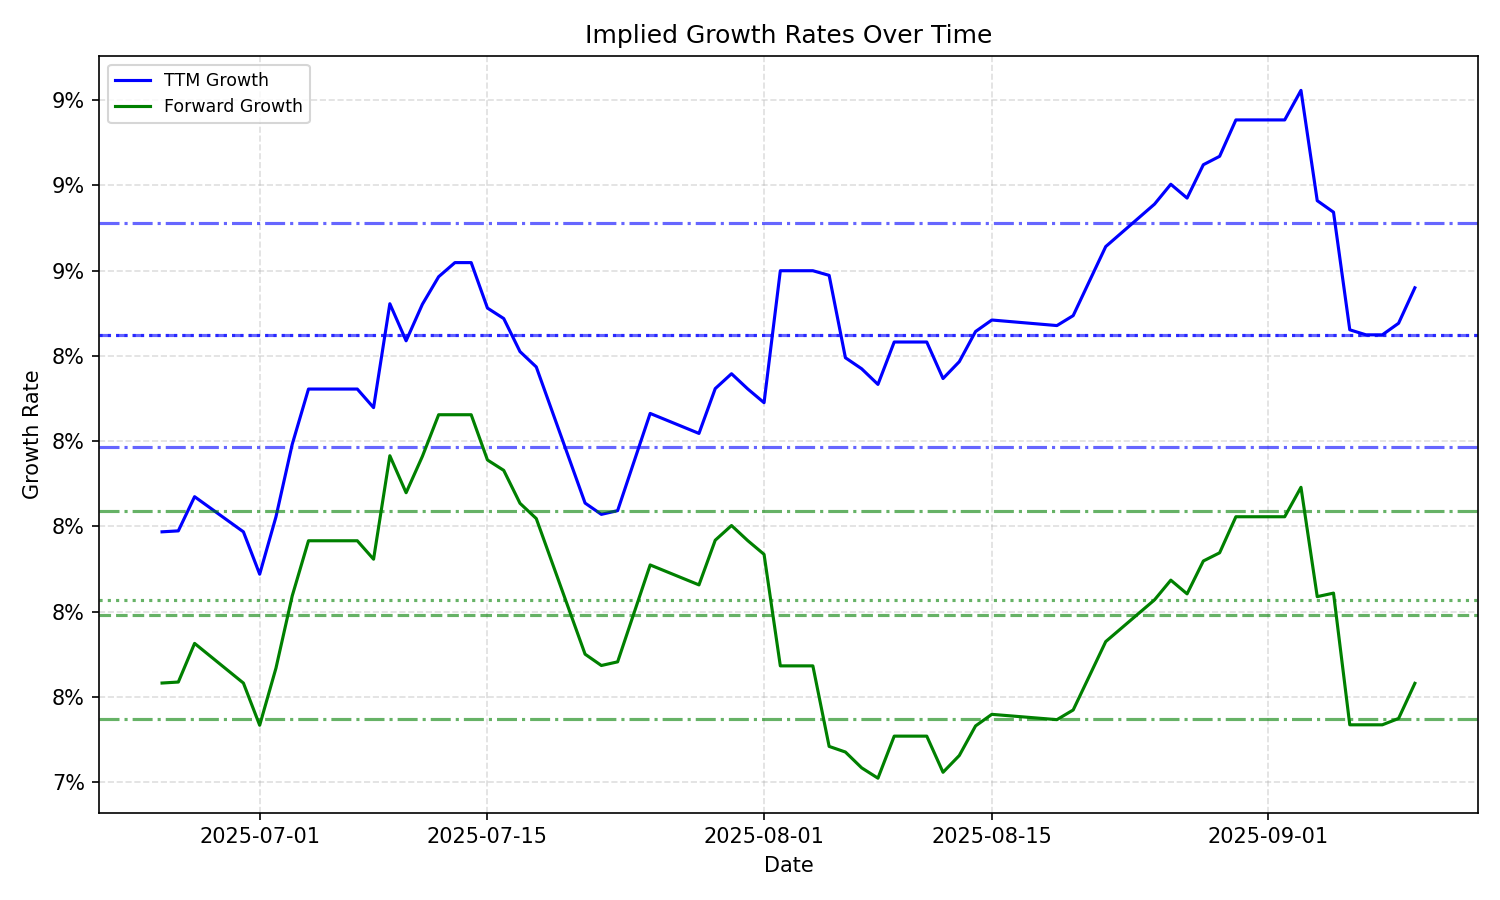 Implied Growth Rates Over Time
TTM Growth
Forward Growth
9%
9%
9%
8%
8%
8%
8%
8%
7%
Growth Rate
2025-07-01
2025-07-15
2025-08-01
2025-08-15
2025-09-01
Date